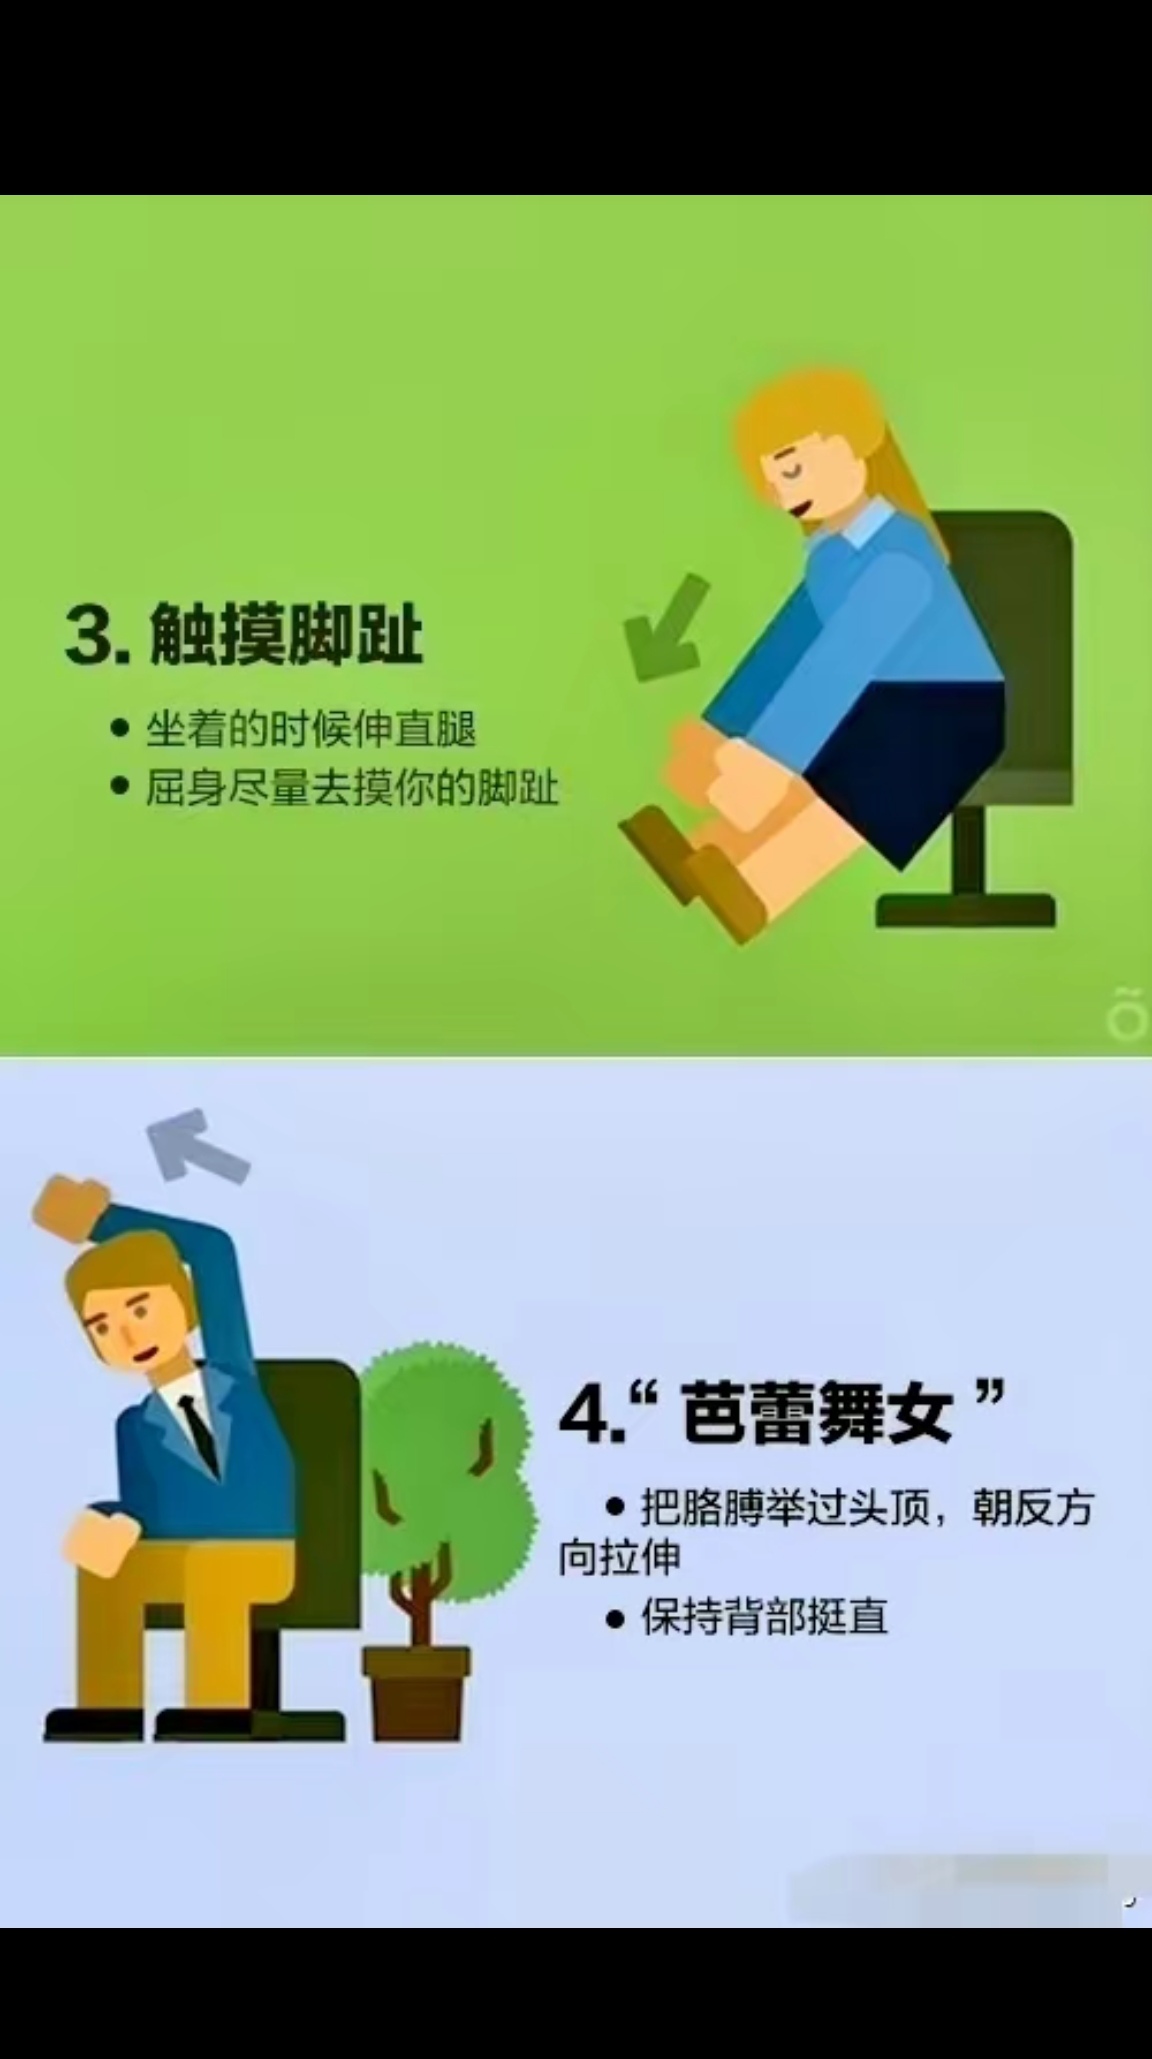 3. 触摸脚趾
• 坐着的时候伸直腿
• 屈身尽量去摸你的脚趾
4.“芭蕾舞女”
• 把胳膊举过头顶，朝反方
向拉伸
• 保持背部挺直